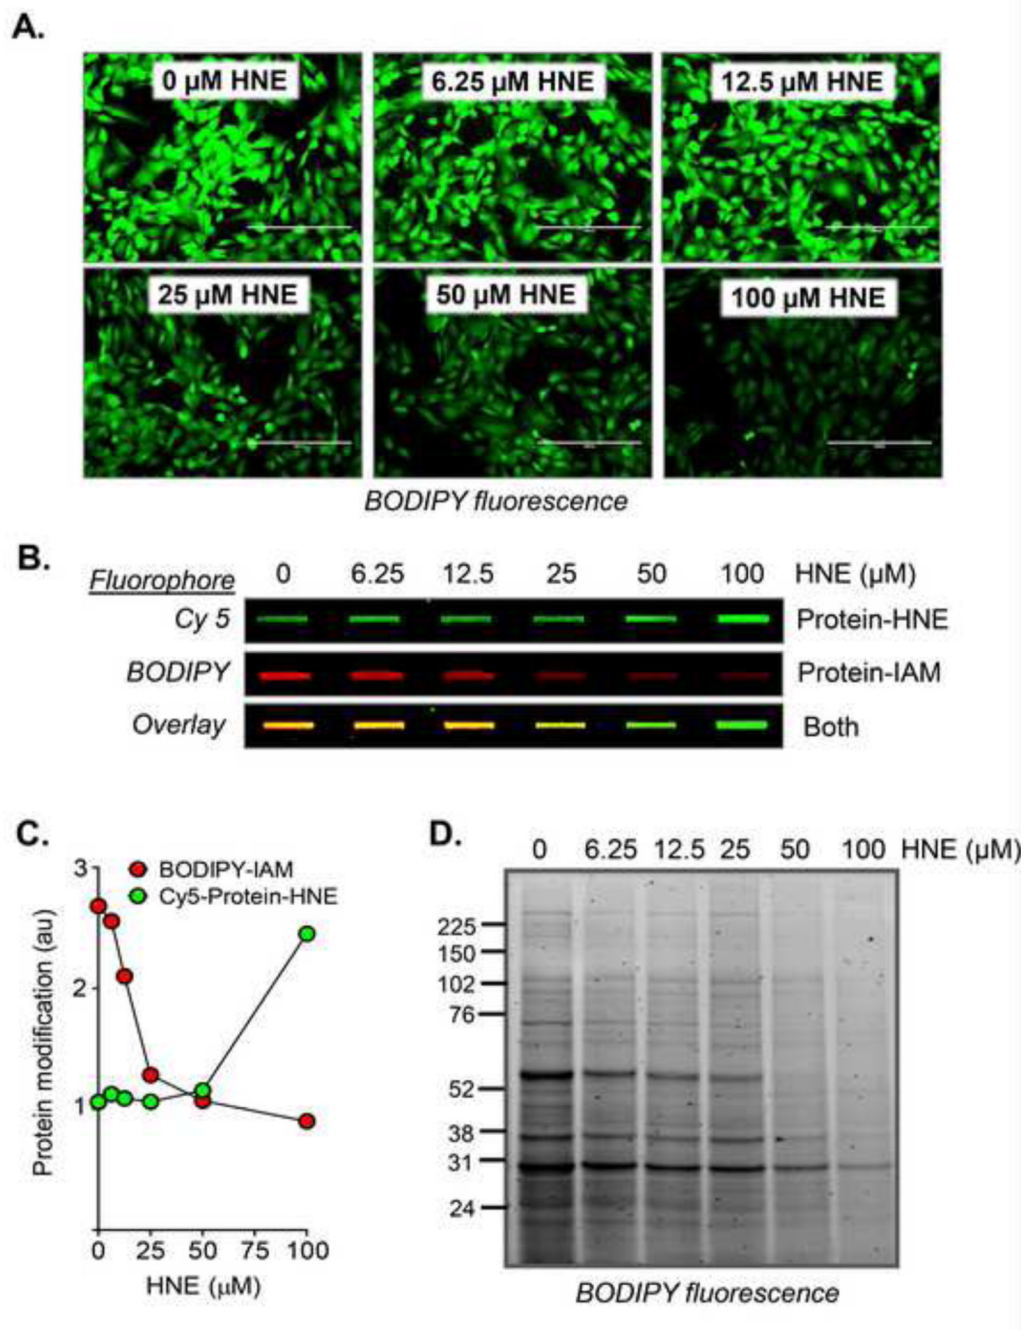 A.
0 µM HNE
6.25 µM HNE
12.5 µM HNE
25 µM HNE
50 µM HNE
100 µM HNE
BODIPY fluorescence
B.
Fluorophore 0 6.25 12.5 25 50 100 HNE (µM)
Cy 5 Protein-HNE
BODIPY Protein-IAM
Overlay Both
C.
BODIPY-IAM
Cy5-Protein-HNE
Protein modification (au)
3
2
1
0 25 50 75 100
HNE (µM)
D.
0 6.25 12.5 25 50 100 HNE (µM)
225
150
102
76
52
38
31
24
BODIPY fluorescence